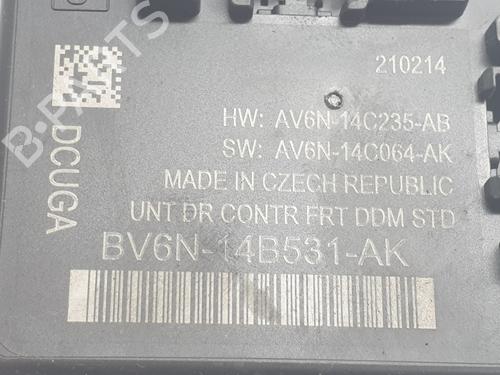 210214
HW: AV6N-14C235-AB
SW: AV6N-14C064-AK
MADE IN CZECH REPUBLIC
UNT DR CONTR FRT DDM STD
BV6N-14B531-AK
DCUGA
B-PARTS